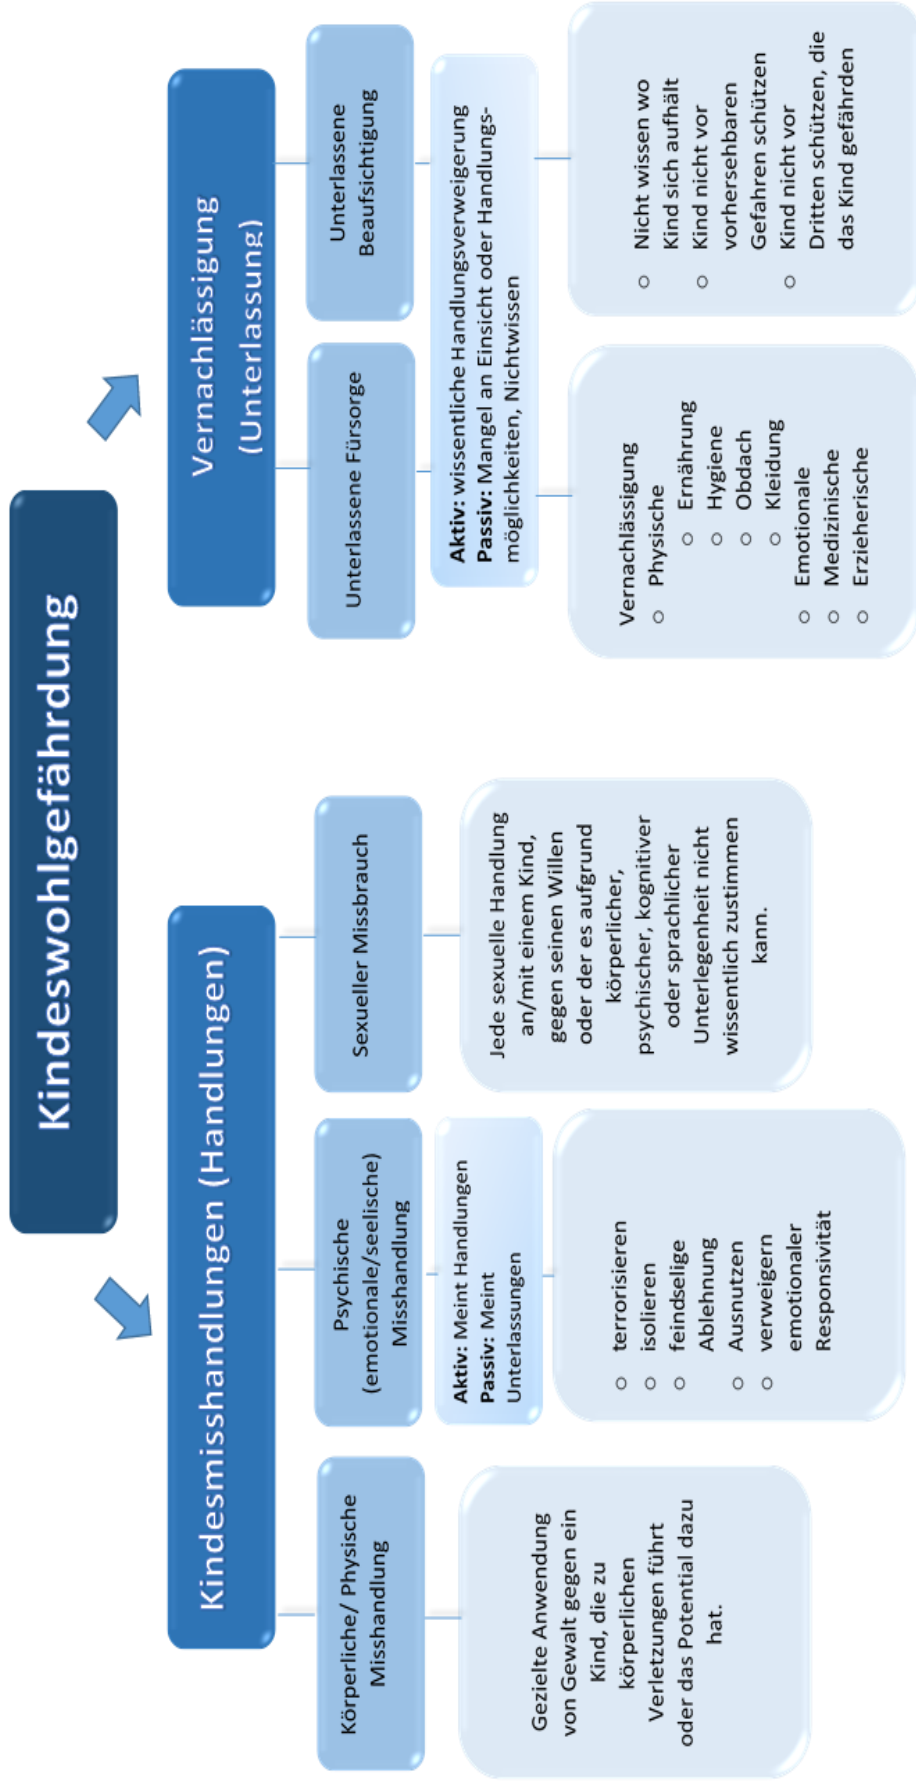 Kindeswohlgefährdung
Kindesmisshandlungen (Handlungen)
Körperliche/ Physische
Misshandlung
Gezielte Anwendung
von Gewalt gegen ein
Kind, die zu
körperlichen
Verletzungen führt
oder das Potential dazu
hat.
Psychische
(emotionale/seelische)
Misshandlung
Aktiv: Meint Handlungen
Passiv: Meint
Unterlassungen
○ terrorisieren
○ isolieren
○ feindselige
Ablehnung
○ Ausnutzen
○ verweigern
emotionaler
Responsivität
Sexueller Missbrauch
Jede sexuelle Handlung
an/mit einem Kind,
gegen seinen Willen
oder der es aufgrund
körperlicher,
psychischer, kognitiver
oder sprachlicher
Unterlegenheit nicht
wissentlich zustimmen
kann.
Vernachlässigung
(Unterlassung)
Unterlassene Fürsorge
Unterlassene
Beaufsichtigung
Aktiv: wissentliche Handlungsverweigerung
Passiv: Mangel an Einsicht oder Handlungs-
möglichkeiten, Nichtwissen
Vernachlässigung
○ Physische
○ Ernährung
○ Hygiene
○ Obdach
○ Kleidung
○ Emotionale
○ Medizinische
○ Erzieherische
○ Nicht wissen wo
Kind sich aufhält
○ Kind nicht vor
vorhersehbaren
Gefahren schützen
○ Kind nicht vor
Dritten schützen, die
das Kind gefährden